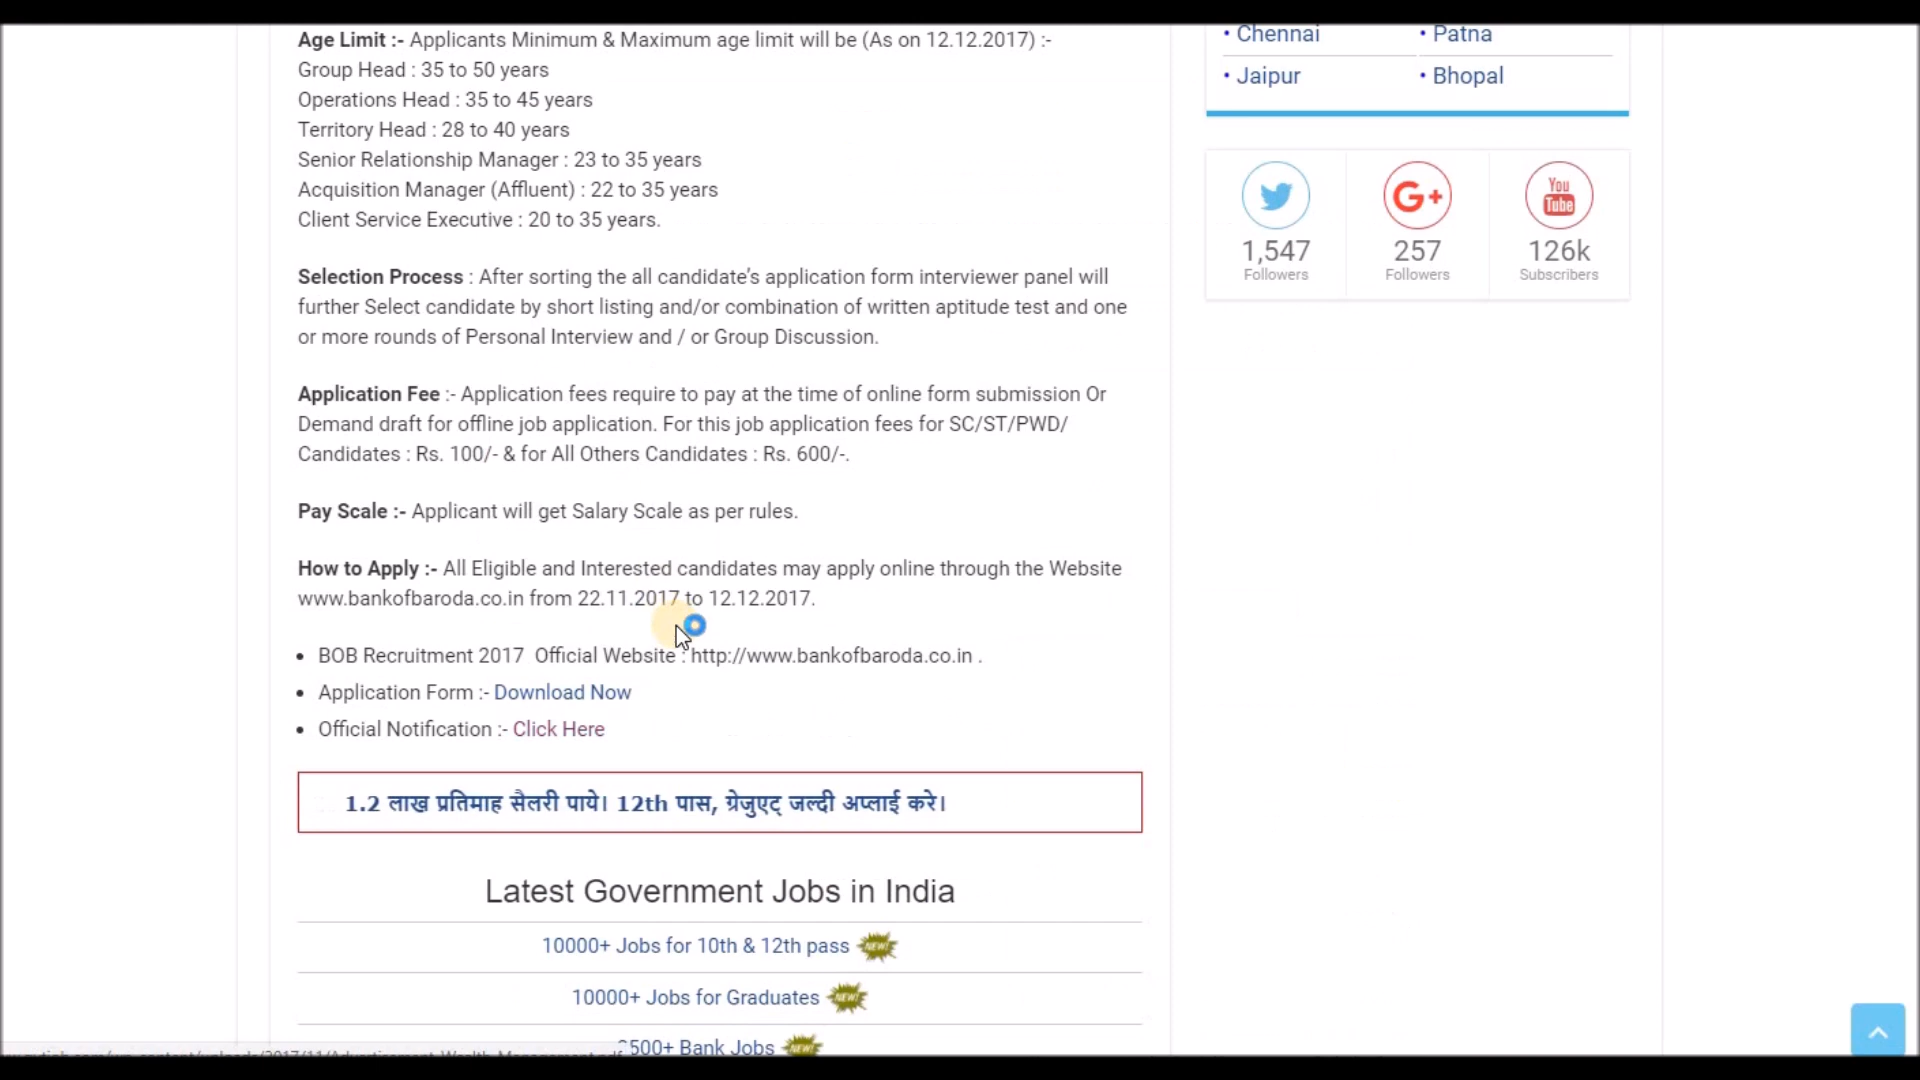 Age Limit :- Applicants Minimum & Maximum age limit will be (As on 12.12.2017) :-
Group Head : 35 to 50 years
Operations Head : 35 to 45 years
Territory Head : 28 to 40 years
Senior Relationship Manager : 23 to 35 years
Acquisition Manager (Affluent) : 22 to 35 years
Client Service Executive : 20 to 35 years.
Selection Process : After sorting the all candidate's application form interviewer panel will
further Select candidate by short listing and/or combination of written aptitude test and one
or more rounds of Personal Interview and / or Group Discussion.
Application Fee :- Application fees require to pay at the time of online form submission Or
Demand draft for offline job application. For this job application fees for SC/ST/PWD/
Candidates : Rs. 100/- & for All Others Candidates : Rs. 600/-.
Pay Scale :- Applicant will get Salary Scale as per rules.
How to Apply :- All Eligible and Interested candidates may apply online through the Website
www.bankofbaroda.co.in from 22.11.2017 to 12.12.2017.
• BOB Recruitment 2017 Official Website : http://www.bankofbaroda.co.in .
• Application Form :- Download Now
• Official Notification :- Click Here
1.2 लाख प्रतिमाह सैलरी पाये। 12th पास, ग्रेजुएट् जल्दी अप्लाई करे।
Latest Government Jobs in India
10000+ Jobs for 10th & 12th pass NEW!
10000+ Jobs for Graduates NEW!
500+ Bank Jobs NEW!
• Chennai • Patna
• Jaipur • Bhopal
G+ You Tube
1,547 257 126k
Followers Followers Subscribers